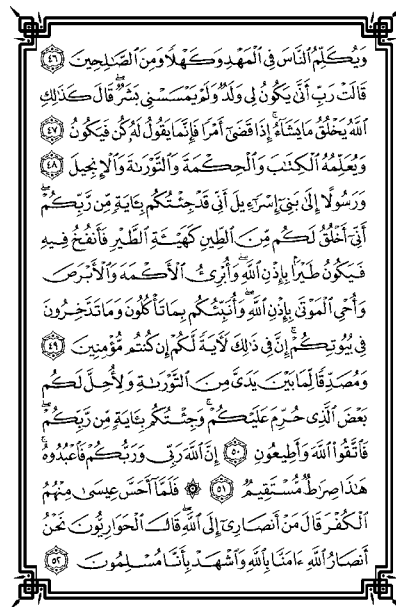 وَيُكَلِّمُ ٱلنَّاسَ فِى ٱلْمَهْدِ وَكَهْلًا وَمِنَ ٱلصَّٰلِحِينَ ٤٦
قَالَتْ رَبِّ أَنَّىٰ يَكُونُ لِى وَلَدٌ وَلَمْ يَمْسَسْنِى بَشَرٌ ۖ قَالَ كَذَٰلِكِ
ٱللَّهُ يَخْلُقُ مَا يَشَآءُ ۚ إِذَا قَضَىٰٓ أَمْرًا فَإِنَّمَا يَقُولُ لَهُۥ كُن فَيَكُونُ ٤٧
وَيُعَلِّمُهُ ٱلْكِتَٰبَ وَٱلْحِكْمَةَ وَٱلتَّوْرَىٰةَ وَٱلْإِنجِيلَ ٤٨
وَرَسُولًا إِلَىٰ بَنِىٓ إِسْرَٰٓءِيلَ أَنِّى قَدْ جِئْتُكُم بِـَٔايَةٍ مِّن رَّبِّكُمْ ۖ
أَنِّىٓ أَخْلُقُ لَكُم مِّنَ ٱلطِّينِ كَهَيْـَٔةِ ٱلطَّيْرِ فَأَنفُخُ فِيهِ
فَيَكُونُ طَيْرًۢا بِإِذْنِ ٱللَّهِ ۖ وَأُبْرِئُ ٱلْأَكْمَهَ وَٱلْأَبْرَصَ
وَأُحْىِ ٱلْمَوْتَىٰ بِإِذْنِ ٱللَّهِ ۖ وَأُنَبِّئُكُم بِمَا تَأْكُلُونَ وَمَا تَدَّخِرُونَ
فِى بُيُوتِكُمْ ۚ إِنَّ فِى ذَٰلِكَ لَـَٔايَةً لَّكُمْ إِن كُنتُم مُّؤْمِنِينَ ٤٩
وَمُصَدِّقًا لِّمَا بَيْنَ يَدَىَّ مِنَ ٱلتَّوْرَىٰةِ وَلِأُحِلَّ لَكُم
بَعْضَ ٱلَّذِى حُرِّمَ عَلَيْكُمْ ۚ وَجِئْتُكُم بِـَٔايَةٍ مِّن رَّبِّكُمْ
فَٱتَّقُوا۟ ٱللَّهَ وَأَطِيعُونِ ٥٠ إِنَّ ٱللَّهَ رَبِّى وَرَبُّكُمْ فَٱعْبُدُوهُ ۗ
هَٰذَا صِرَٰطٌ مُّسْتَقِيمٌ ٥١ ۞ فَلَمَّآ أَحَسَّ عِيسَىٰ مِنْهُمُ
ٱلْكُفْرَ قَالَ مَنْ أَنصَارِىٓ إِلَى ٱللَّهِ ۖ قَالَ ٱلْحَوَارِيُّونَ نَحْنُ
أَنصَارُ ٱللَّهِ ءَامَنَّا بِٱللَّهِ وَٱشْهَدْ بِأَنَّا مُسْلِمُونَ ٥٢